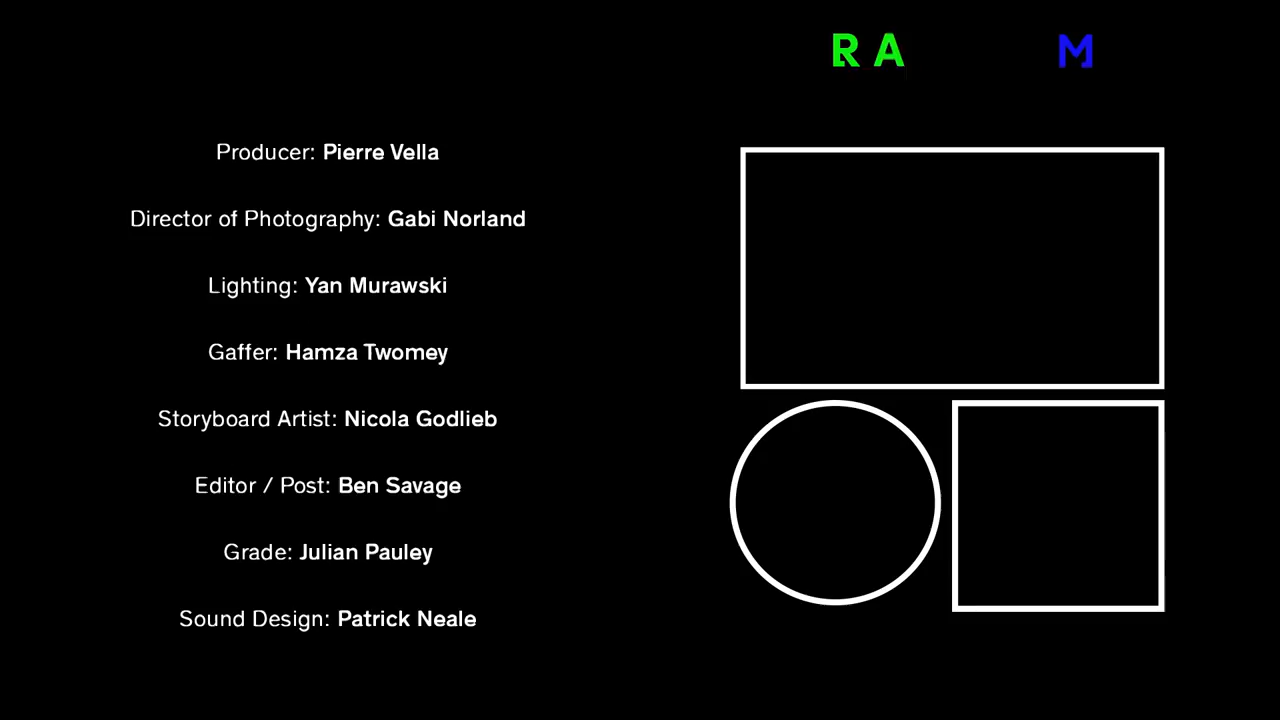 R A M
Producer: Pierre Vella
Director of Photography: Gabi Norland
Lighting: Yan Murawski
Gaffer: Hamza Twomey
Storyboard Artist: Nicola Godlieb
Editor / Post: Ben Savage
Grade: Julian Pauley
Sound Design: Patrick Neale